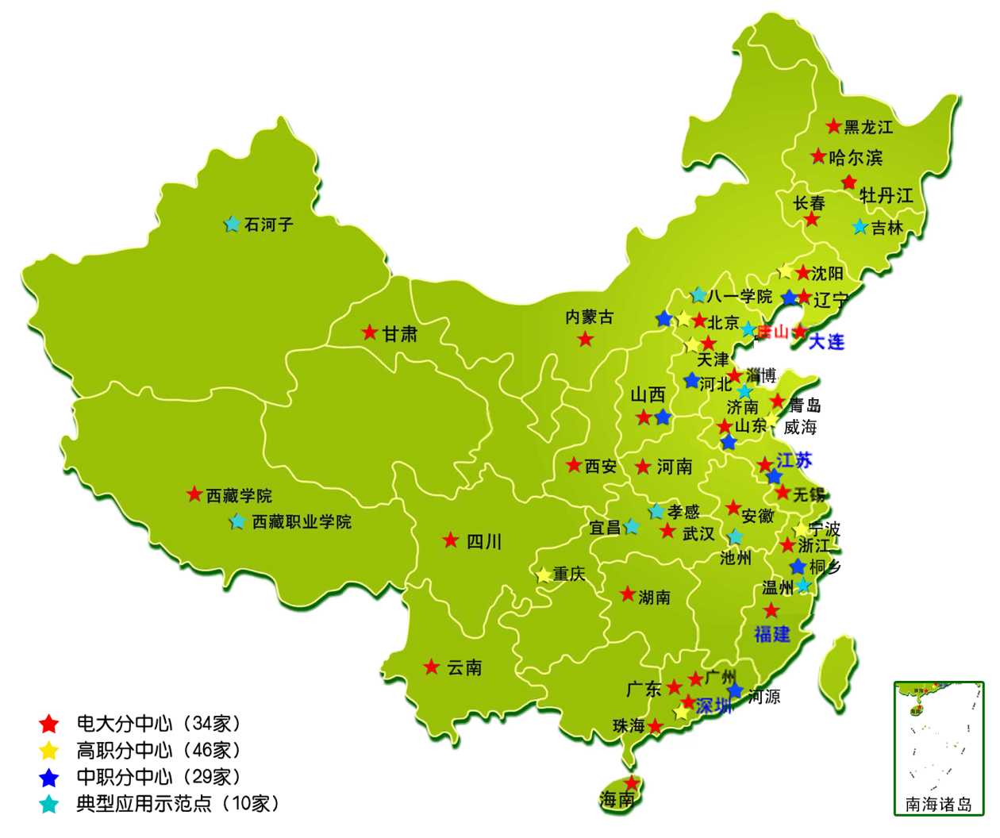 黑龙江
哈尔滨
牡丹江
长春
吉林
石河子
沈阳
八一学院
辽宁
内蒙古
北京
唐山
大连
甘肃
天津
淄博
河北
山西
济南
青岛
山东
威海
江苏
西安
河南
无锡
西藏学院
孝感
安徽
西藏职业学院
宜昌
武汉
宁波
四川
浙江
池州
桐乡
重庆
温州
湖南
福建
云南
广州
广东
河源
深圳
珠海
海南
电大分中心（34家）
高职分中心（46家）
中职分中心（29家）
典型应用示范点（10家）
南海诸岛